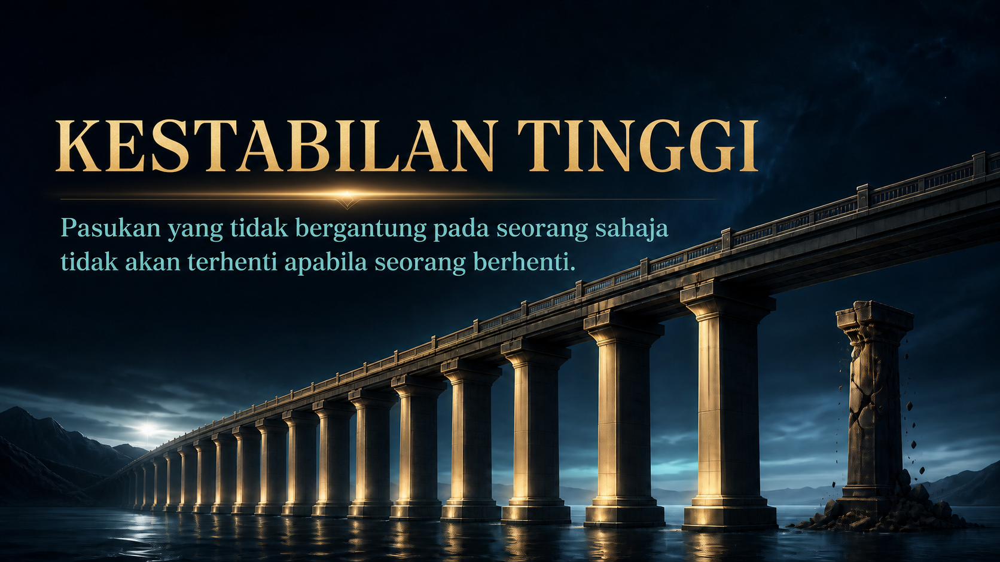 KESTABILAN TINGGI
Pasukan yang tidak bergantung pada seorang sahaja
tidak akan terhenti apabila seorang berhenti.